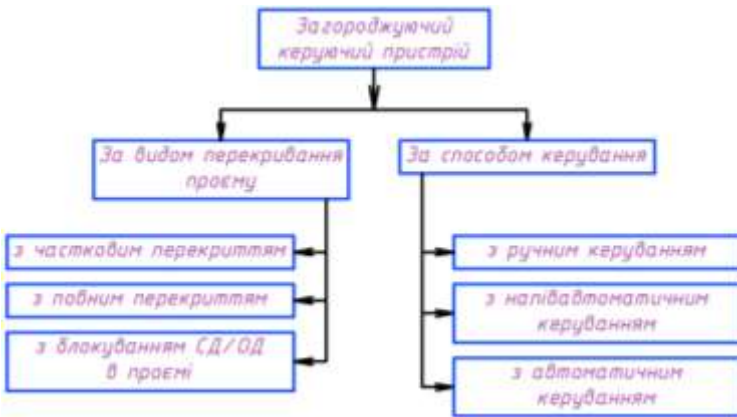 Загороджуючий
керуючий пристрій
За видом перекривання
проєму
За способом керування
з частковим перекриттям
з повним перекриттям
з блокуванням СД/ОД
в проємі
з ручним керуванням
з напівавтоматичним
керуванням
з автоматичним
керуванням